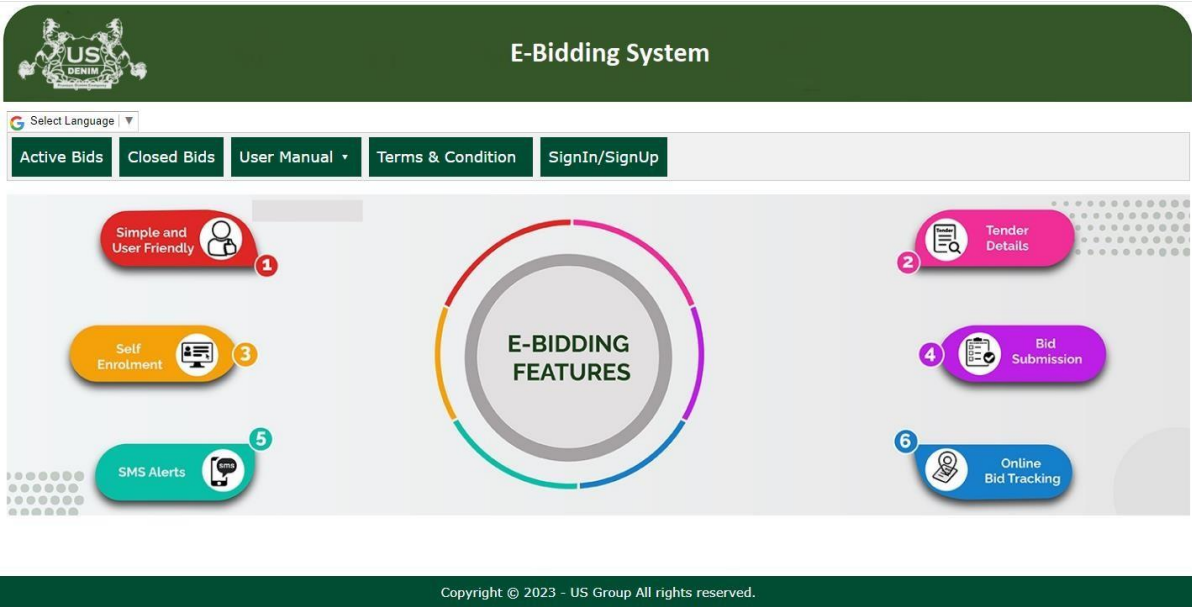 US
DENIM
E-Bidding System
Select Language ▼
Active Bids
Closed Bids
User Manual ▾
Terms & Condition
SignIn/SignUp
Simple and
User Friendly
1
Tender
Tender
Details
2
Self
Enrolment
3
E-BIDDING
FEATURES
4
Bid
Submission
5
SMS Alerts
sms
6
Online
Bid Tracking
Copyright © 2023 - US Group All rights reserved.